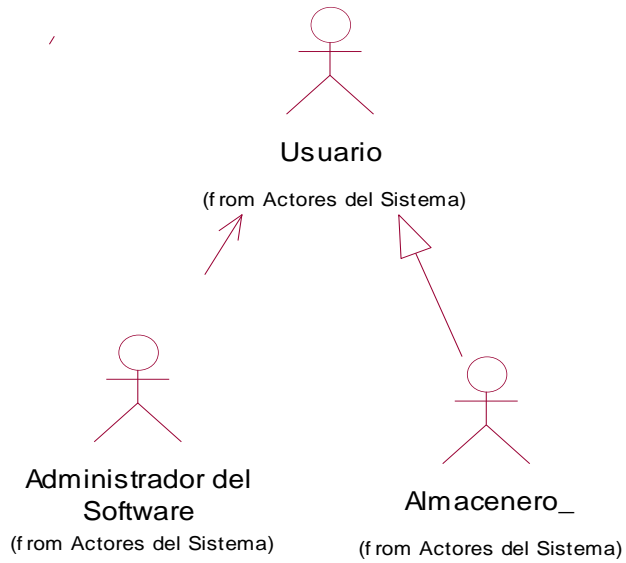 Usuario
(from Actores del Sistema)
Administrador del
Software
(from Actores del Sistema)
Almacenero_
(from Actores del Sistema)